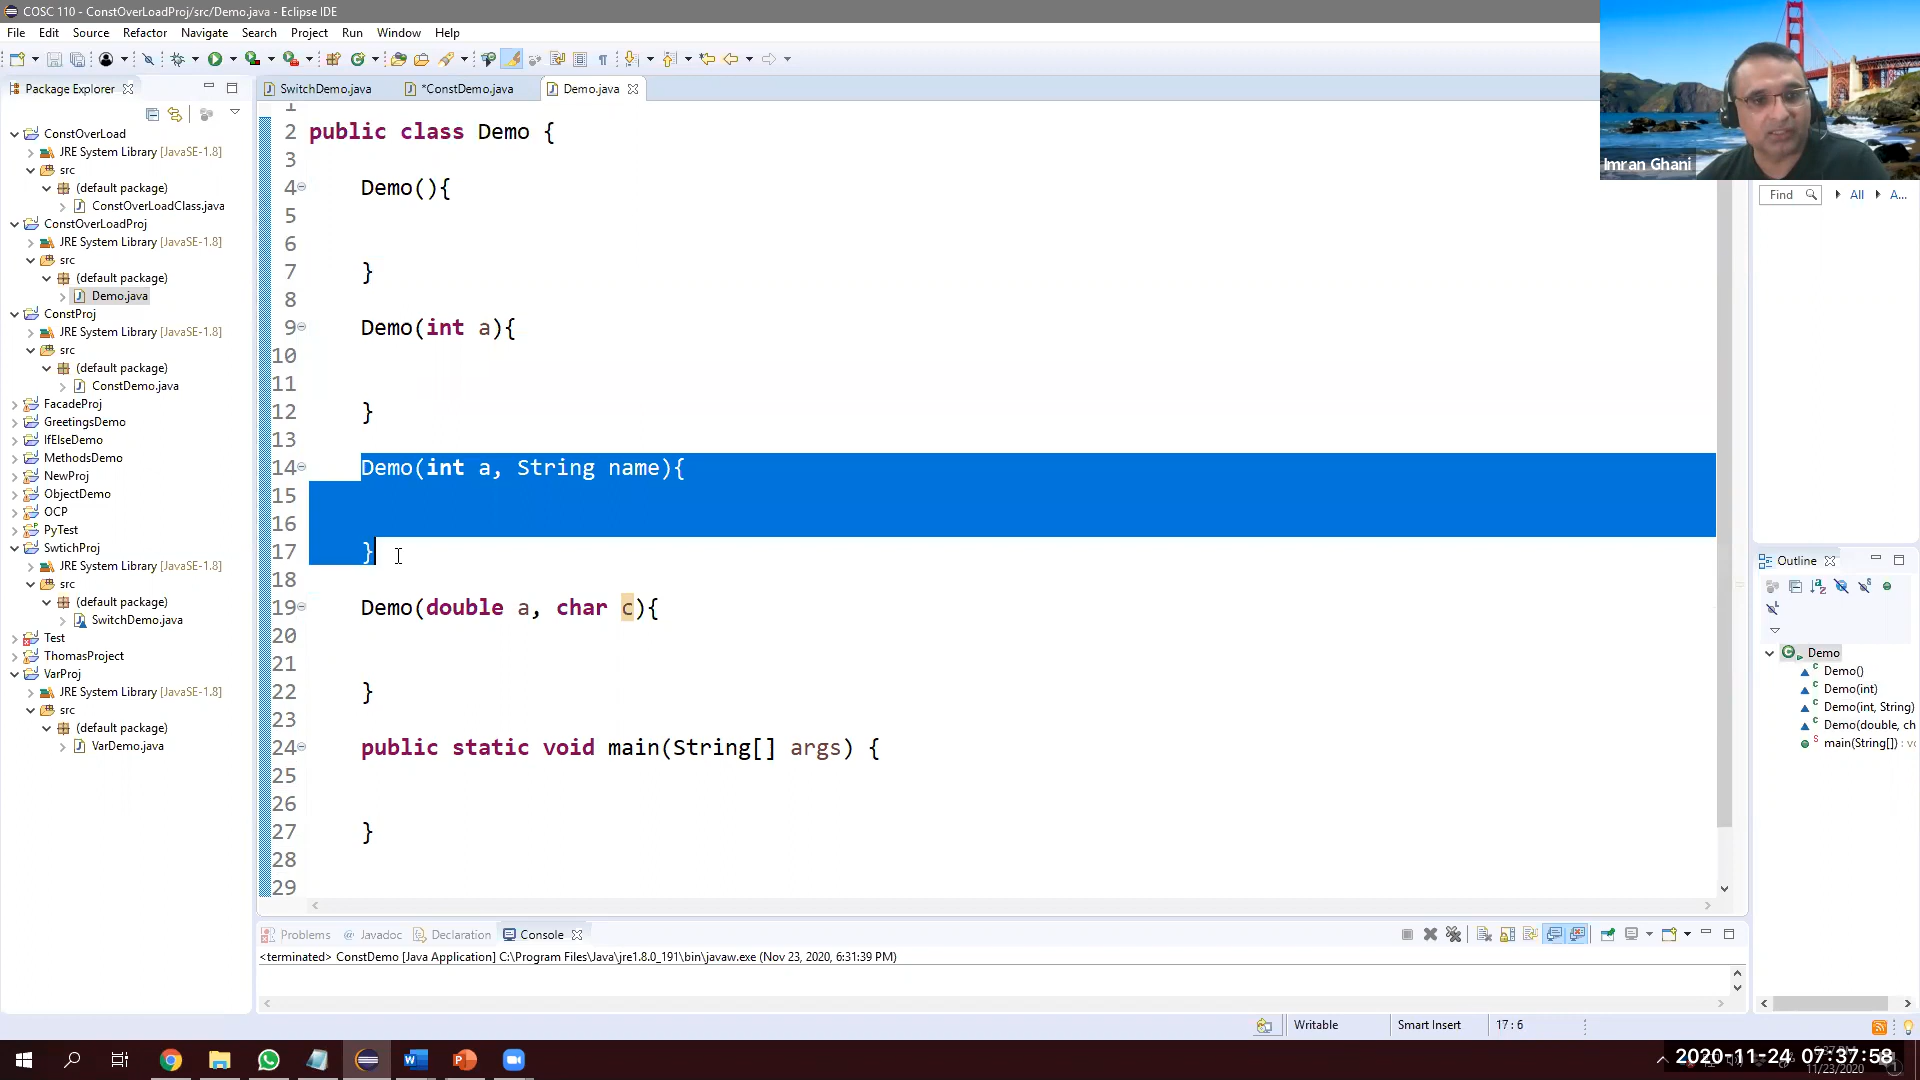 COSC 110 - ConstOverLoadProj/src/Demo.java - Eclipse IDE
File Edit Source Refactor Navigate Search Project Run Window Help
Package Explorer
SwitchDemo.java *ConstDemo.java Demo.java
ConstOverLoad
JRE System Library [JavaSE-1.8]
src
(default package)
ConstOverLoadClass.java
ConstOverLoadProj
JRE System Library [JavaSE-1.8]
src
(default package)
Demo.java
ConstProj
JRE System Library [JavaSE-1.8]
src
(default package)
ConstDemo.java
FacadeProj
GreetingsDemo
IfElseDemo
MethodsDemo
NewProj
ObjectDemo
OCP
PyTest
SwtichProj
JRE System Library [JavaSE-1.8]
src
(default package)
SwitchDemo.java
Test
ThomasProject
VarProj
JRE System Library [JavaSE-1.8]
src
(default package)
VarDemo.java
1
2 public class Demo {
3
4 Demo(){
5
6
7 }
8
9 Demo(int a){
10
11
12 }
13
14 Demo(int a, String name){
15
16
17 }
18
19 Demo(double a, char c){
20
21
22 }
23
24 public static void main(String[] args) {
25
26
27 }
28
29
Imran Ghani
Find All A...
Outline
Demo
Demo()
Demo(int)
Demo(int, String)
Demo(double, ch
main(String[]) : vo
Problems Javadoc Declaration Console
<terminated> ConstDemo [Java Application] C:\Program Files\Java\jre1.8.0_191\bin\javaw.exe (Nov 23, 2020, 6:31:39 PM)
Writable Smart Insert 17 : 6
2020-11-24 07:37:58
11/23/2020